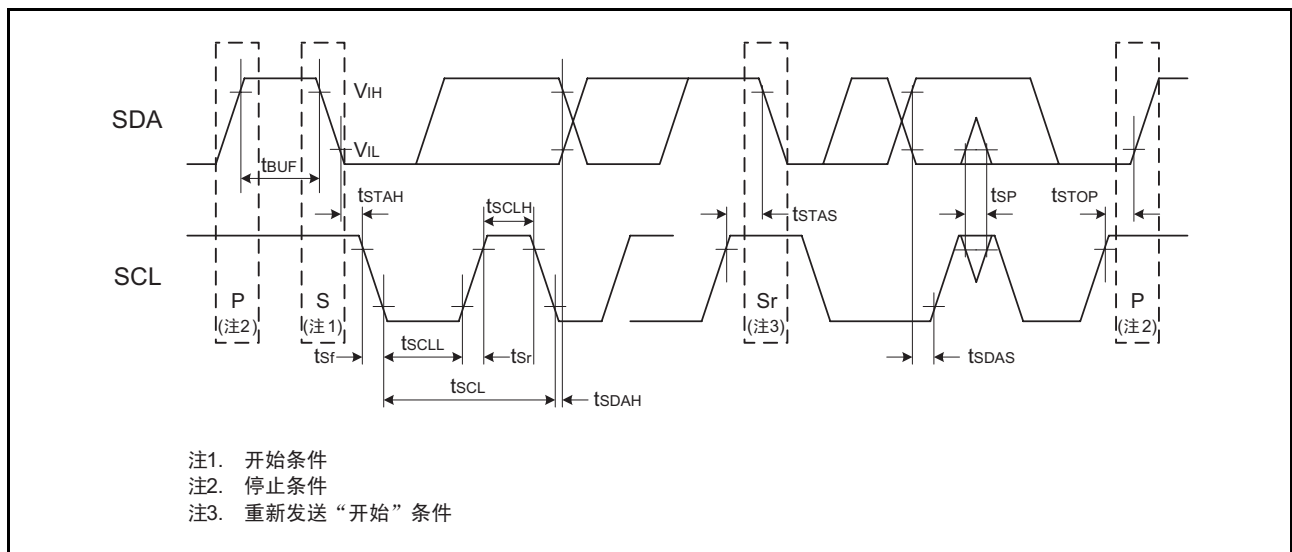 SDA
VIH
VIL
tBUF
tSTAH
tSCLH
tSTAS
tSP
tSTOP
SCL
P
(注2)
S
(注1)
Sr
(注3)
P
(注2)
tSf
tSCLL
tSr
tSDAS
tSCL
tSDAH
注1. 开始条件
注2. 停止条件
注3. 重新发送“开始”条件